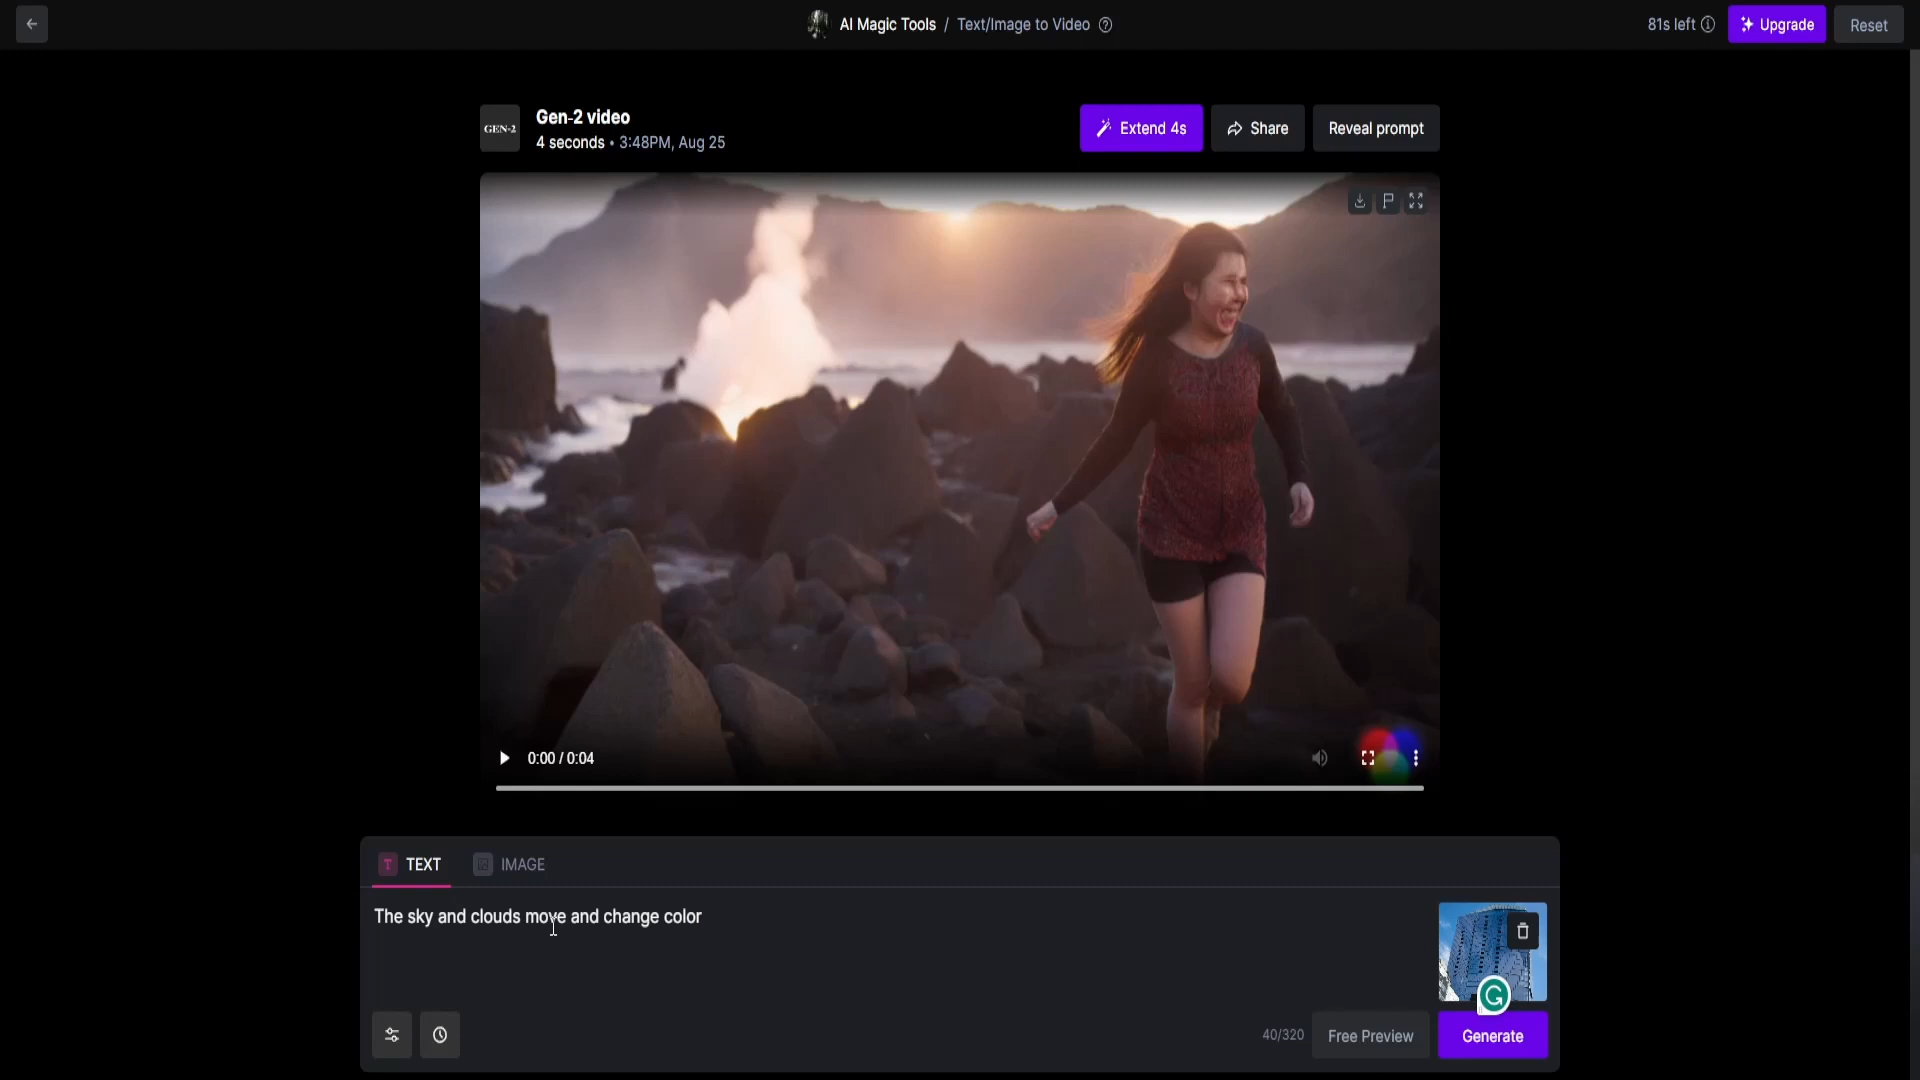 AI Magic Tools / Text/Image to Video
81s left
Upgrade
Reset
GEN-2
Gen-2 video
4 seconds • 3:48PM, Aug 25
Extend 4s
Share
Reveal prompt
0:00 / 0:04
T TEXT
IMAGE
The sky and clouds move and change color
40/320
Free Preview
Generate